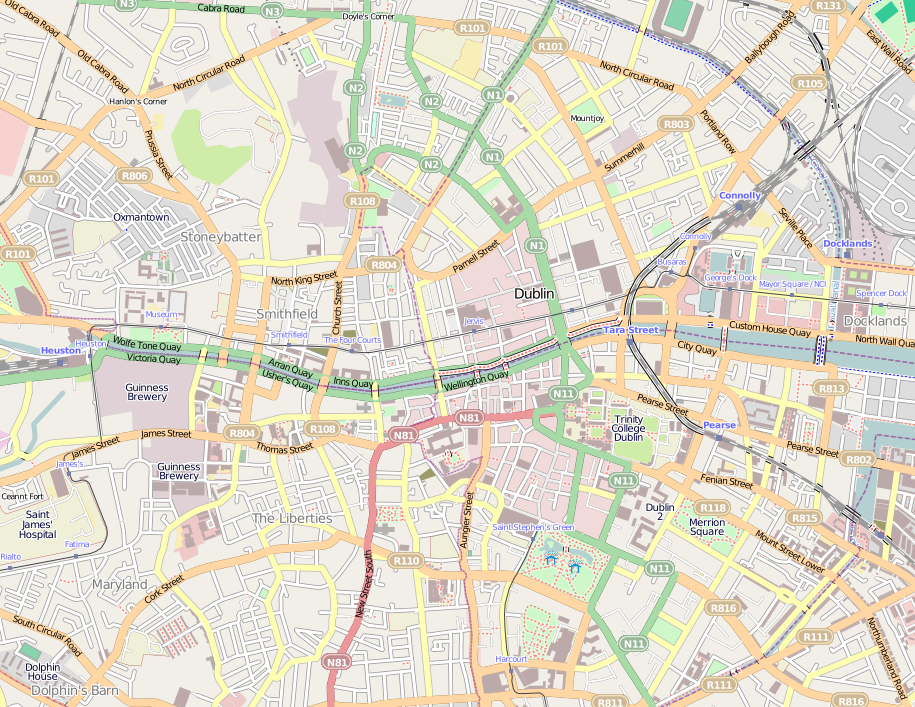 N3
Cabra Road
N3
Doyle's Corner
R101
R131
Old Cabra Road
Old Cabra Road
North Circular Road
R101
North Circular Road
Ballybough Road
East Wall Road
Hanlon's Corner
N2
N2
N1
R105
Prussia Street
Mountjoy
R803
Portland Row
N2
N2
N1
Summerhill
R101
R806
R108
Connolly
Oxmantown
Stoneybatter
Seville Place
R101
R804
Parnell Street
N1
Connolly
Docklands
Busáras
North King Street
George's Dock
Mayor Square / NCI
Spencer Dock
Dublin
Church Street
Museum
Smithfield
Jervis
Docklands
Smithfield
The Four Courts
Tara Street
Custom House Quay
North Wall Qua
Heuston
Heuston
Wolfe Tone Quay
Victoria Quay
Arran Quay
Usher's Quay
Inns Quay
Wellington Quay
City Quay
Guinness
Brewery
N11
R813
Pearse Street
N81
N81
Trinity
College
Dublin
Pearse
R804
R108
James Street
James Street
Thomas Street
Pearse Street
R802
James's
Guinness
Brewery
N11
Fenian Street
Ceannt Fort
Saint
James'
Hospital
The Liberties
Aungier Street
Saint Stephen's Green
Dublin
2
R118
Merrion
Square
R815
Fatima
Rialto
R110
Mount Street Lower
N11
Maryland
Cork Street
New Street South
R816
South Circular Road
N11
R111
Northumberland Road
Dolphin
House
N81
Harcourt
Dolphin's Barn
R111
R811
R816